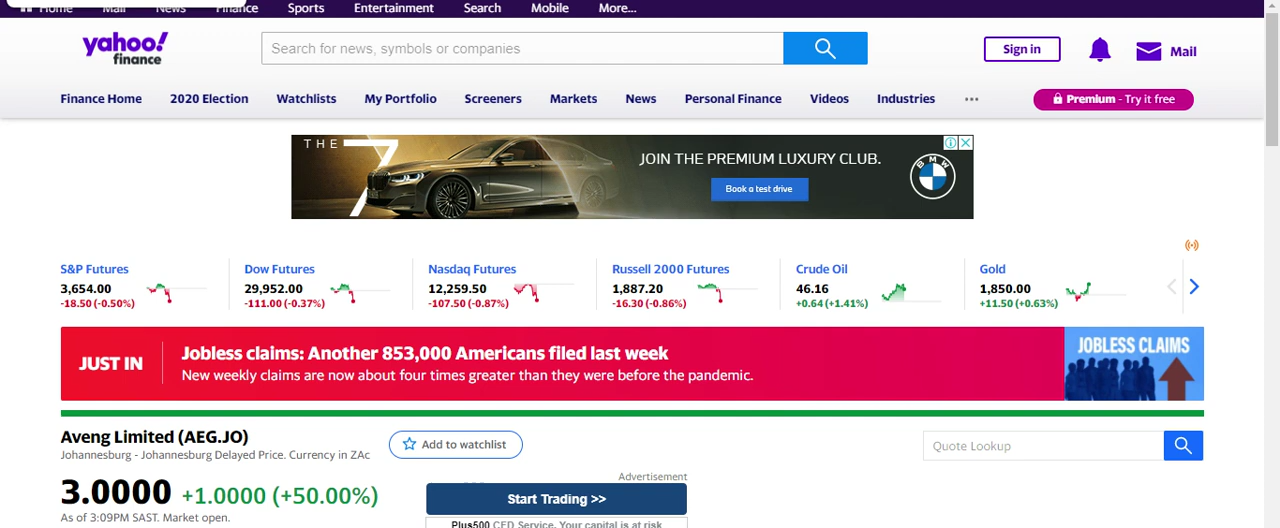 Home Mail News Finance Sports Entertainment Search Mobile More...
yahoo!
finance
Search for news, symbols or companies
Sign in
Mail
Finance Home 2020 Election Watchlists My Portfolio Screeners Markets News Personal Finance Videos Industries ••• Premium - Try it free
THE 7
JOIN THE PREMIUM LUXURY CLUB.
Book a test drive
BMW
S&P Futures
3,654.00
-18.50 (-0.50%)
Dow Futures
29,952.00
-111.00 (-0.37%)
Nasdaq Futures
12,259.50
-107.50 (-0.87%)
Russell 2000 Futures
1,887.20
-16.30 (-0.86%)
Crude Oil
46.16
+0.64 (+1.41%)
Gold
1,850.00
+11.50 (+0.63%)
JUST IN
Jobless claims: Another 853,000 Americans filed last week
New weekly claims are now about four times greater than they were before the pandemic.
JOBLESS CLAIMS
Aveng Limited (AEG.JO)
Johannesburg - Johannesburg Delayed Price. Currency in ZAc
Add to watchlist
Quote Lookup
3.0000 +1.0000 (+50.00%)
As of 3:09PM SAST. Market open.
Advertisement
Start Trading >>
Plus500 CFD Service. Your capital is at risk